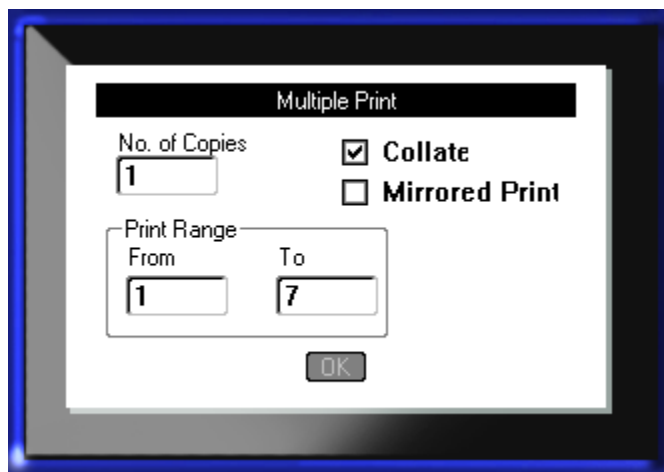 Multiple Print
No. of Copies
1
Collate
Mirrored Print
Print Range
From To
1 7
OK